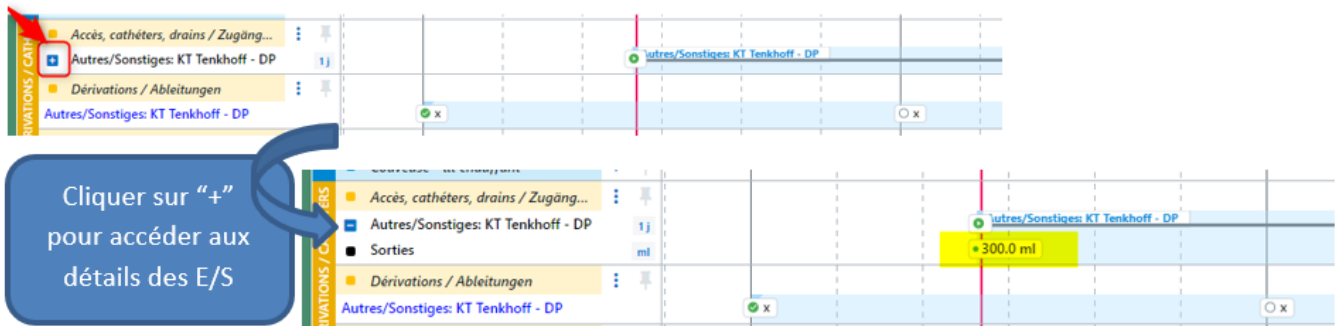 Accès, cathéters, drains / Zugäng...
Autres/Sonstiges: KT Tenkhoff - DP
1 j
Autres/Sonstiges: KT Tenkhoff - DP
Dérivations / Ableitungen
Autres/Sonstiges: KT Tenkhoff - DP
x
x
Cliquer sur “+”
pour accéder aux
détails des E/S
Accès, cathéters, drains / Zugäng...
Autres/Sonstiges: KT Tenkhoff - DP
1 j
Autres/Sonstiges: KT Tenkhoff - DP
Sorties
ml
300.0 ml
Dérivations / Ableitungen
Autres/Sonstiges: KT Tenkhoff - DP
x
x